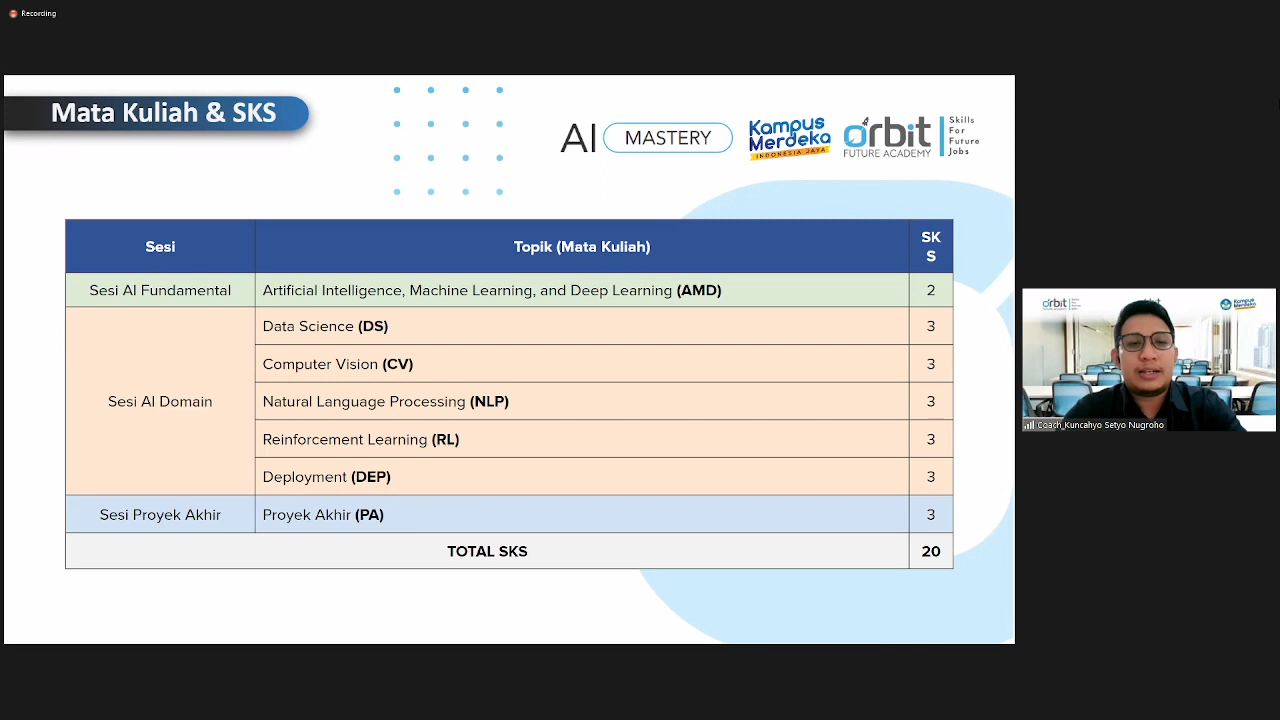 Recording
Mata Kuliah & SKS
AI MASTERY
Kampus
Merdeka
INDONESIA JAYA
orbit
FUTURE ACADEMY
Skills
For
Future
Jobs
Sesi Topik (Mata Kuliah) SK
S
Sesi AI Fundamental Artificial Intelligence, Machine Learning, and Deep Learning (AMD) 2
Sesi AI Domain
Data Science (DS) 3
Computer Vision (CV) 3
Natural Language Processing (NLP) 3
Reinforcement Learning (RL) 3
Deployment (DEP) 3
Sesi Proyek Akhir Proyek Akhir (PA) 3
TOTAL SKS 20
orbit
Kampus
Merdeka
Coach_Kuncahyo Setyo Nugroho